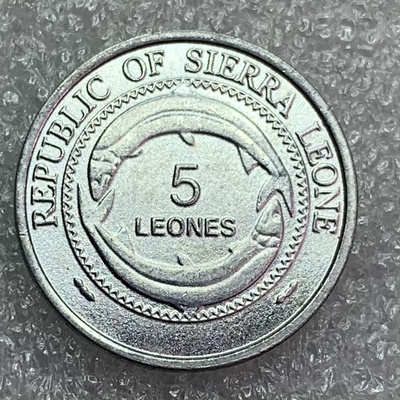 REPUBLIC OF SIERRA LEONE
5
LEONES